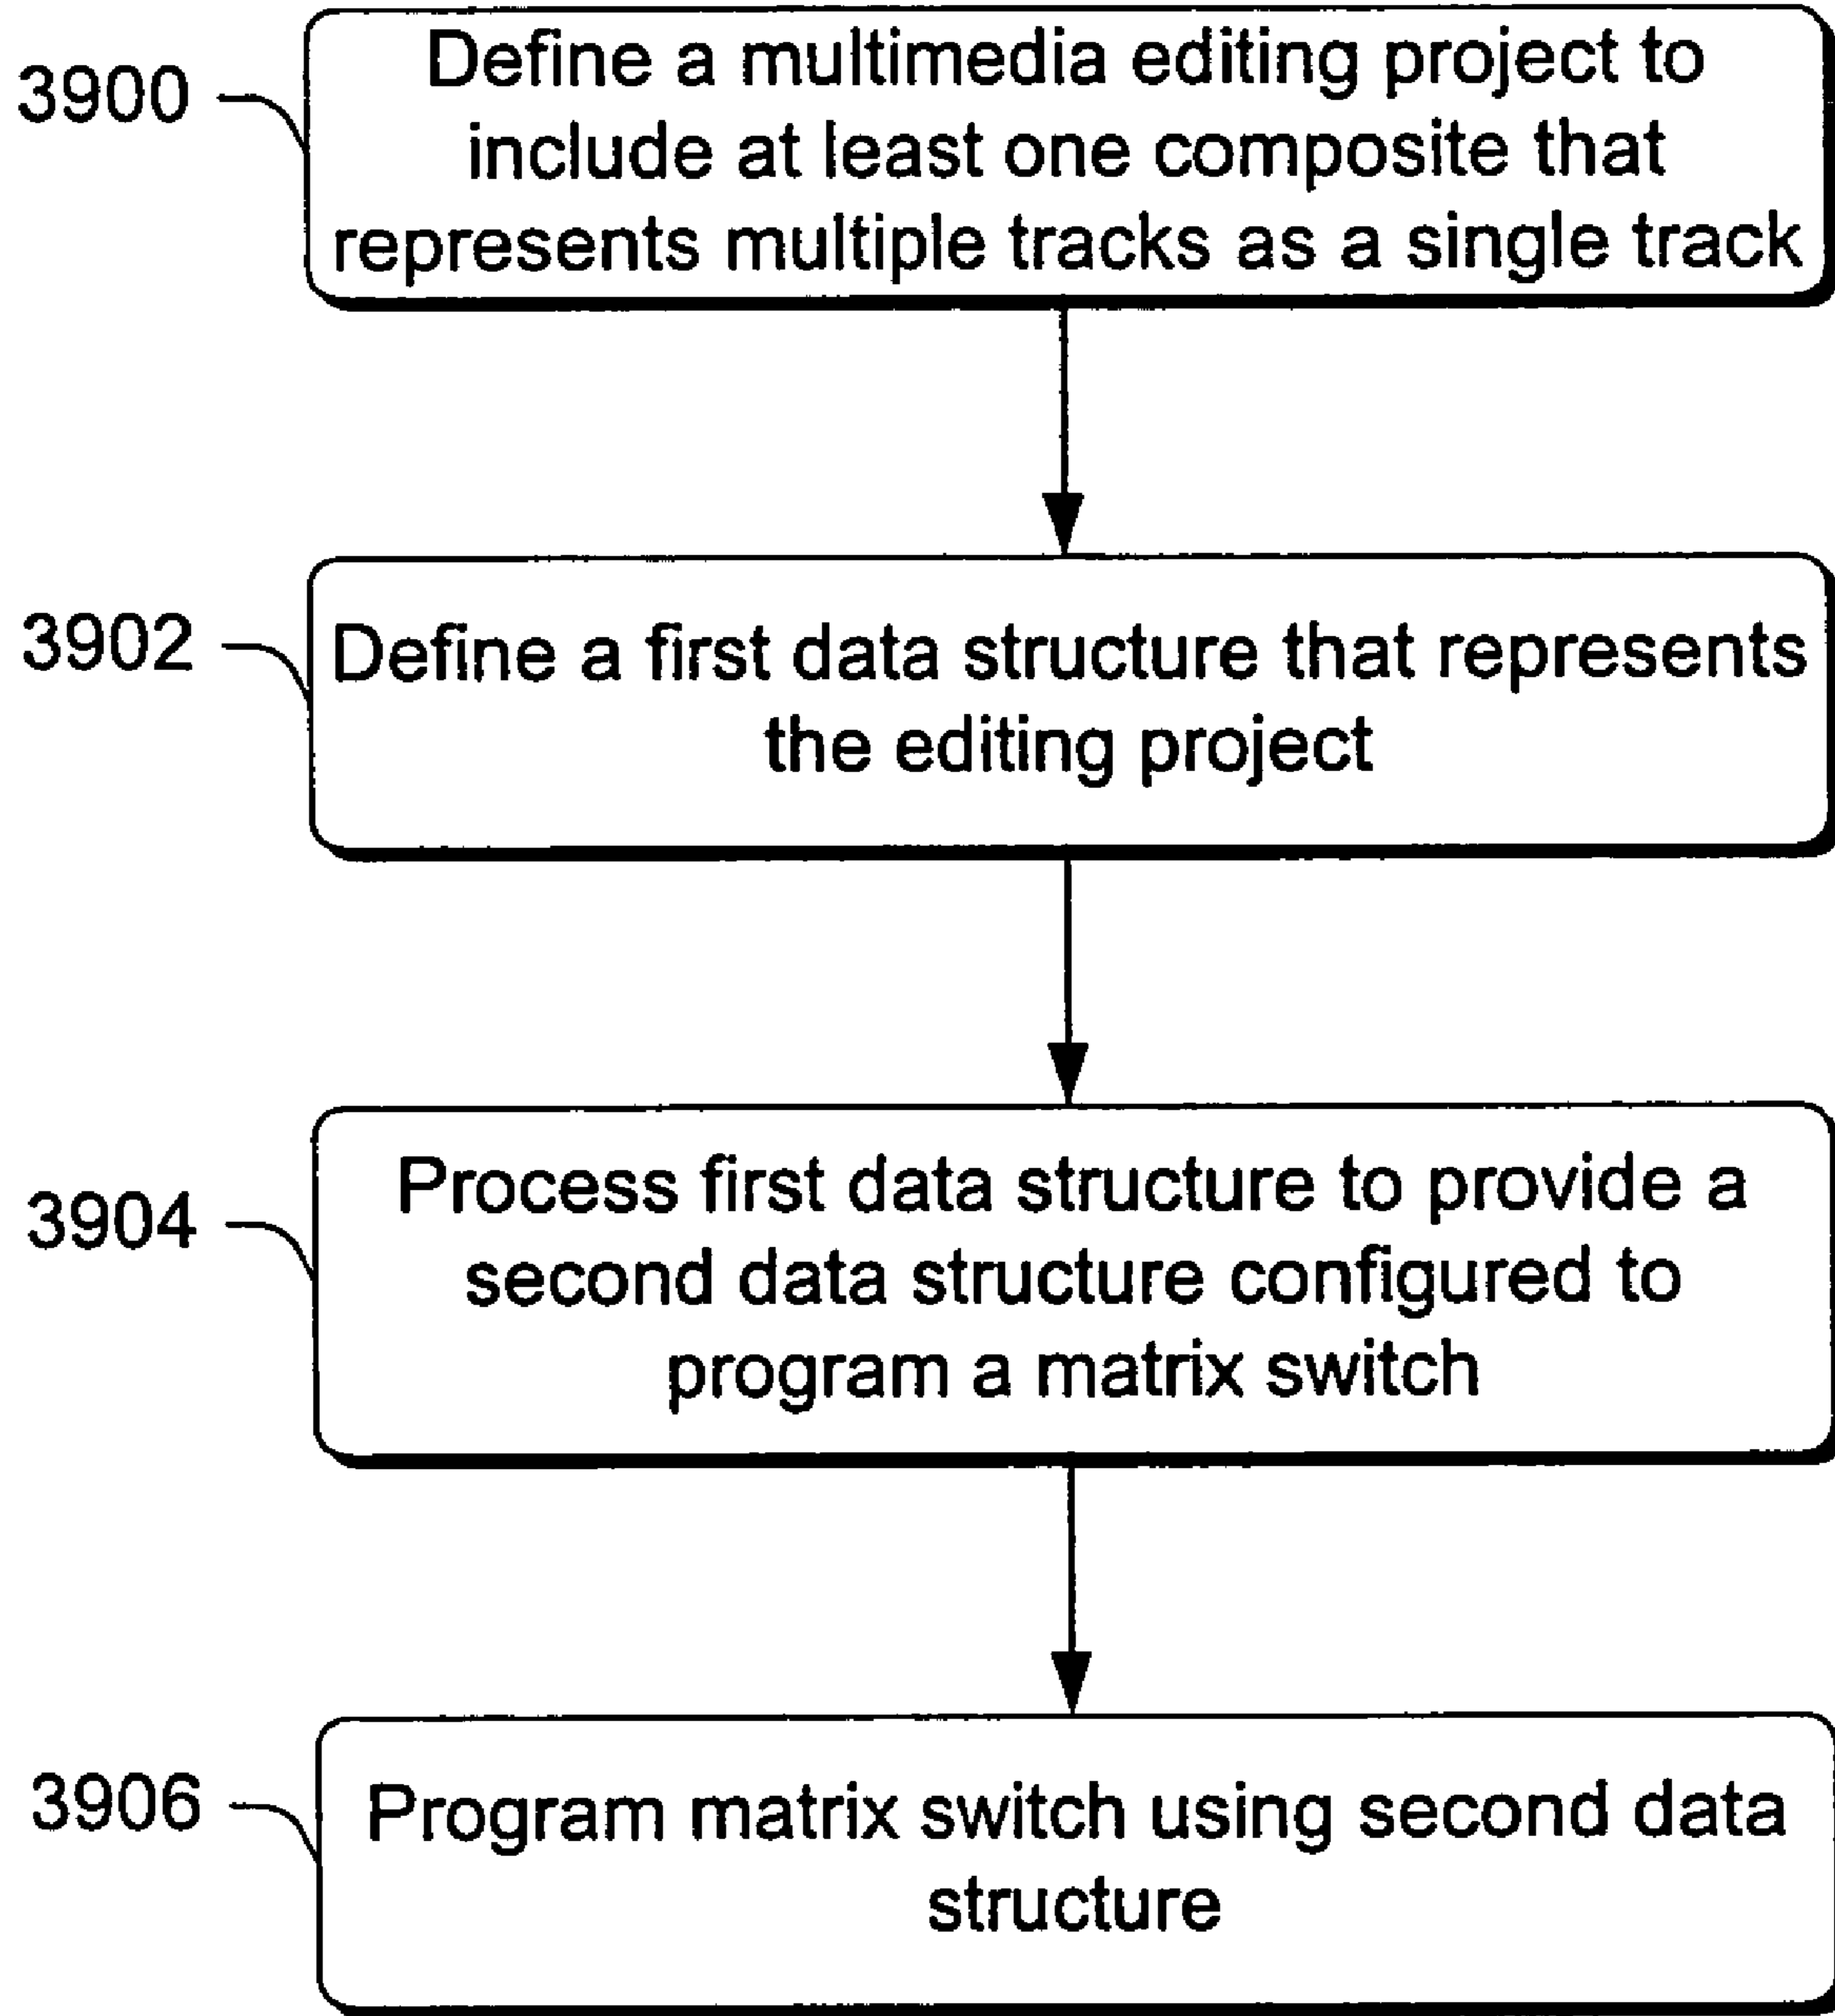 3900
Define a multimedia editing project to
include at least one composite that
represents multiple tracks as a single track
3902
Define a first data structure that represents
the editing project
3904
Process first data structure to provide a
second data structure configured to
program a matrix switch
3906
Program matrix switch using second data
structure